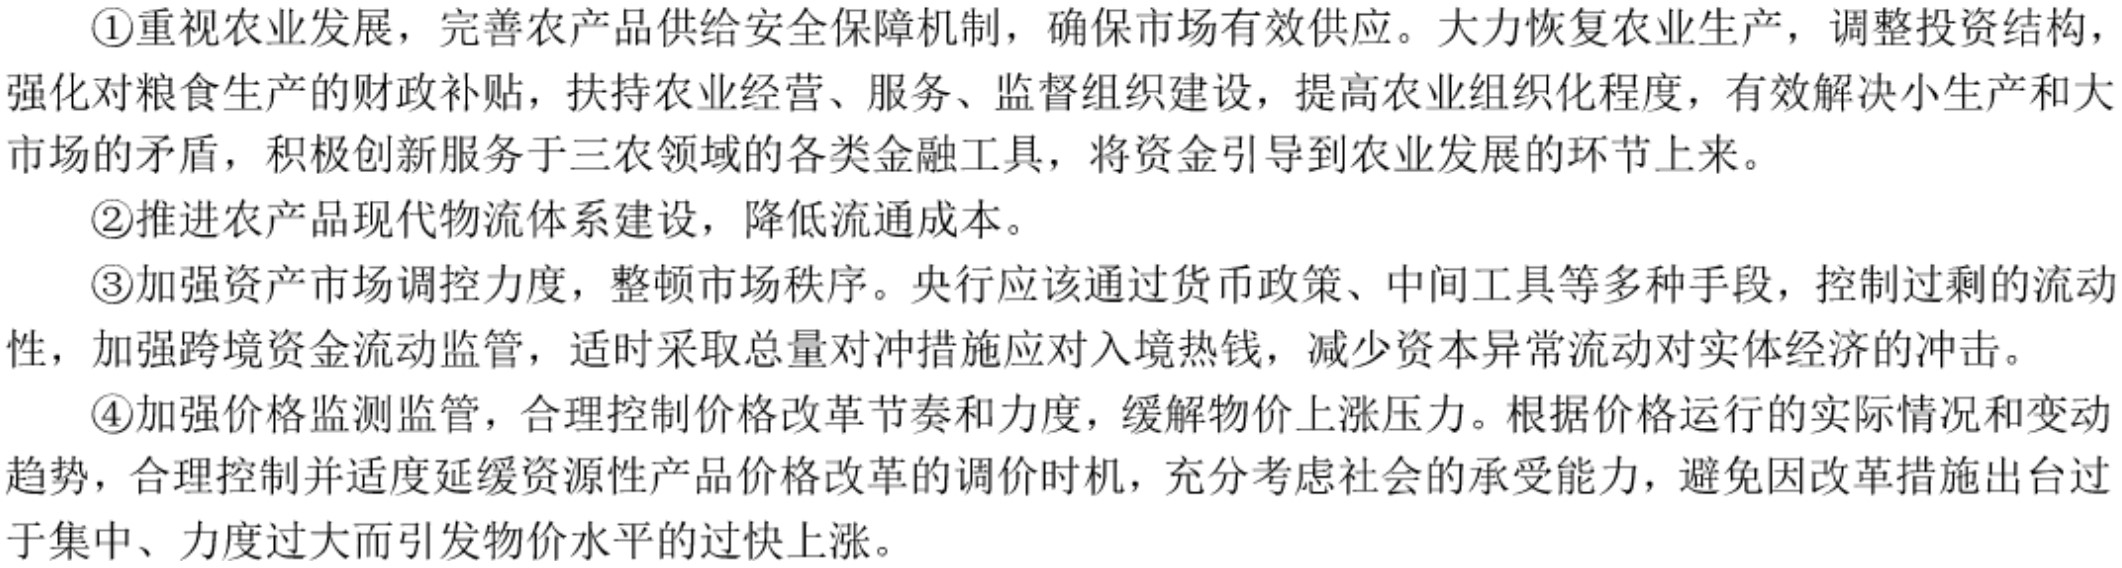 ①重视农业发展，完善农产品供给安全保障机制，确保市场有效供应。大力恢复农业生产，调整投资结构，
强化对粮食生产的财政补贴，扶持农业经营、服务、监督组织建设，提高农业组织化程度，有效解决小生产和大
市场的矛盾，积极创新服务于三农领域的各类金融工具，将资金引导到农业发展的环节上来。
②推进农产品现代物流体系建设，降低流通成本。
③加强资产市场调控力度，整顿市场秩序。央行应该通过货币政策、中间工具等多种手段，控制过剩的流动
性，加强跨境资金流动监管，适时采取总量对冲措施应对入境热钱，减少资本异常流动对实体经济的冲击。
④加强价格监测监管，合理控制价格改革节奏和力度，缓解物价上涨压力。根据价格运行的实际情况和变动
趋势，合理控制并适度延缓资源性产品价格改革的调价时机，充分考虑社会的承受能力，避免因改革措施出台过
于集中、力度过大而引发物价水平的过快上涨。